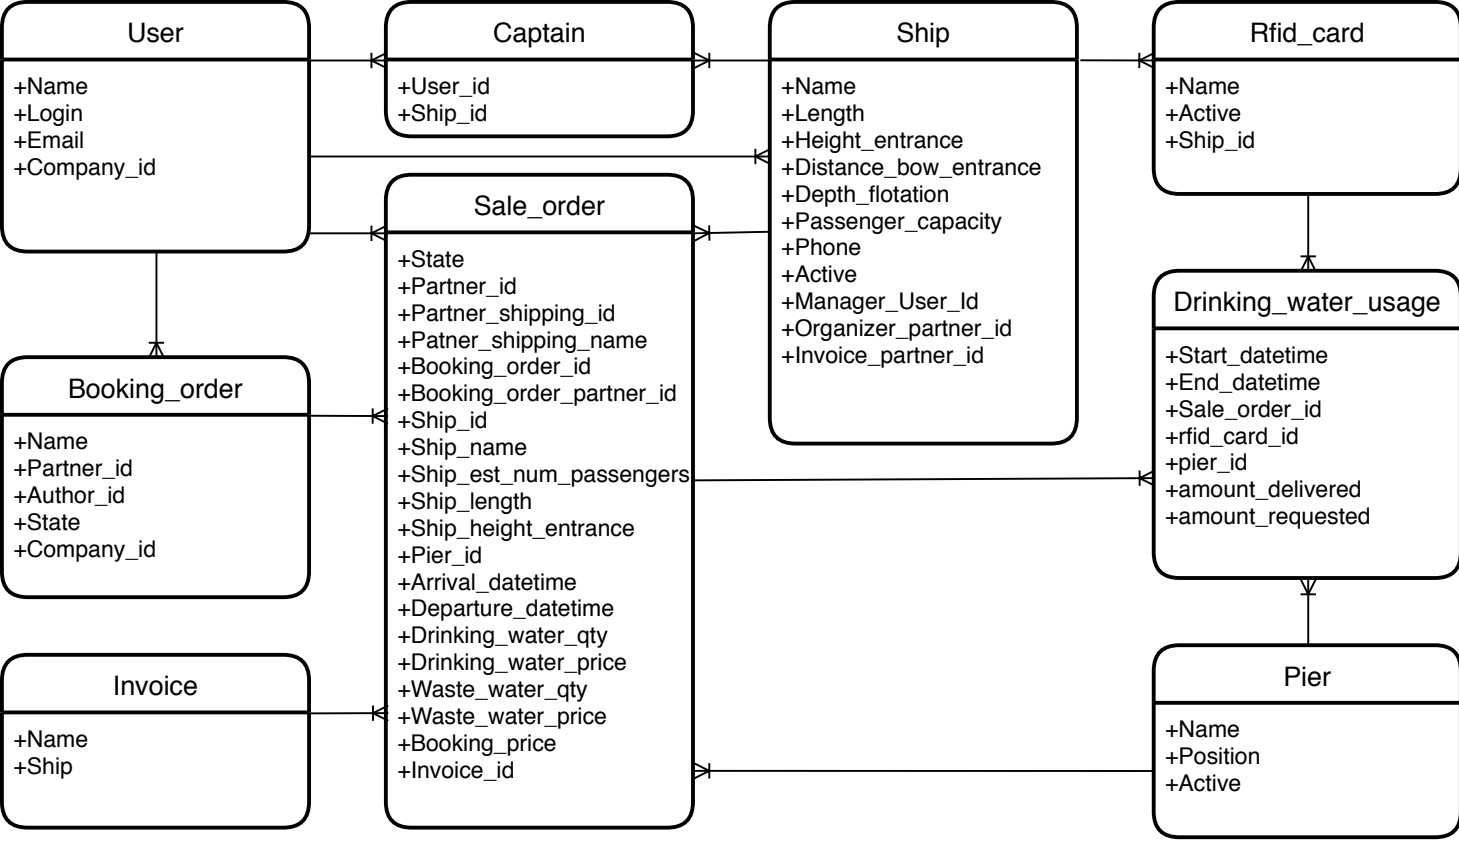 User
+Name
+Login
+Email
+Company_id
Captain
+User_id
+Ship_id
Ship
+Name
+Length
+Height_entrance
+Distance_bow_entrance
+Depth_flotation
+Passenger_capacity
+Phone
+Active
+Manager_User_Id
+Organizer_partner_id
+Invoice_partner_id
Rfid_card
+Name
+Active
+Ship_id
Sale_order
+State
+Partner_id
+Partner_shipping_id
+Patner_shipping_name
+Booking_order_id
+Booking_order_partner_id
+Ship_id
+Ship_name
+Ship_est_num_passengers
+Ship_length
+Ship_height_entrance
+Pier_id
+Arrival_datetime
+Departure_datetime
+Drinking_water_qty
+Drinking_water_price
+Waste_water_qty
+Waste_water_price
+Booking_price
+Invoice_id
Drinking_water_usage
+Start_datetime
+End_datetime
+Sale_order_id
+rfid_card_id
+pier_id
+amount_delivered
+amount_requested
Booking_order
+Name
+Partner_id
+Author_id
+State
+Company_id
Invoice
+Name
+Ship
Pier
+Name
+Position
+Active